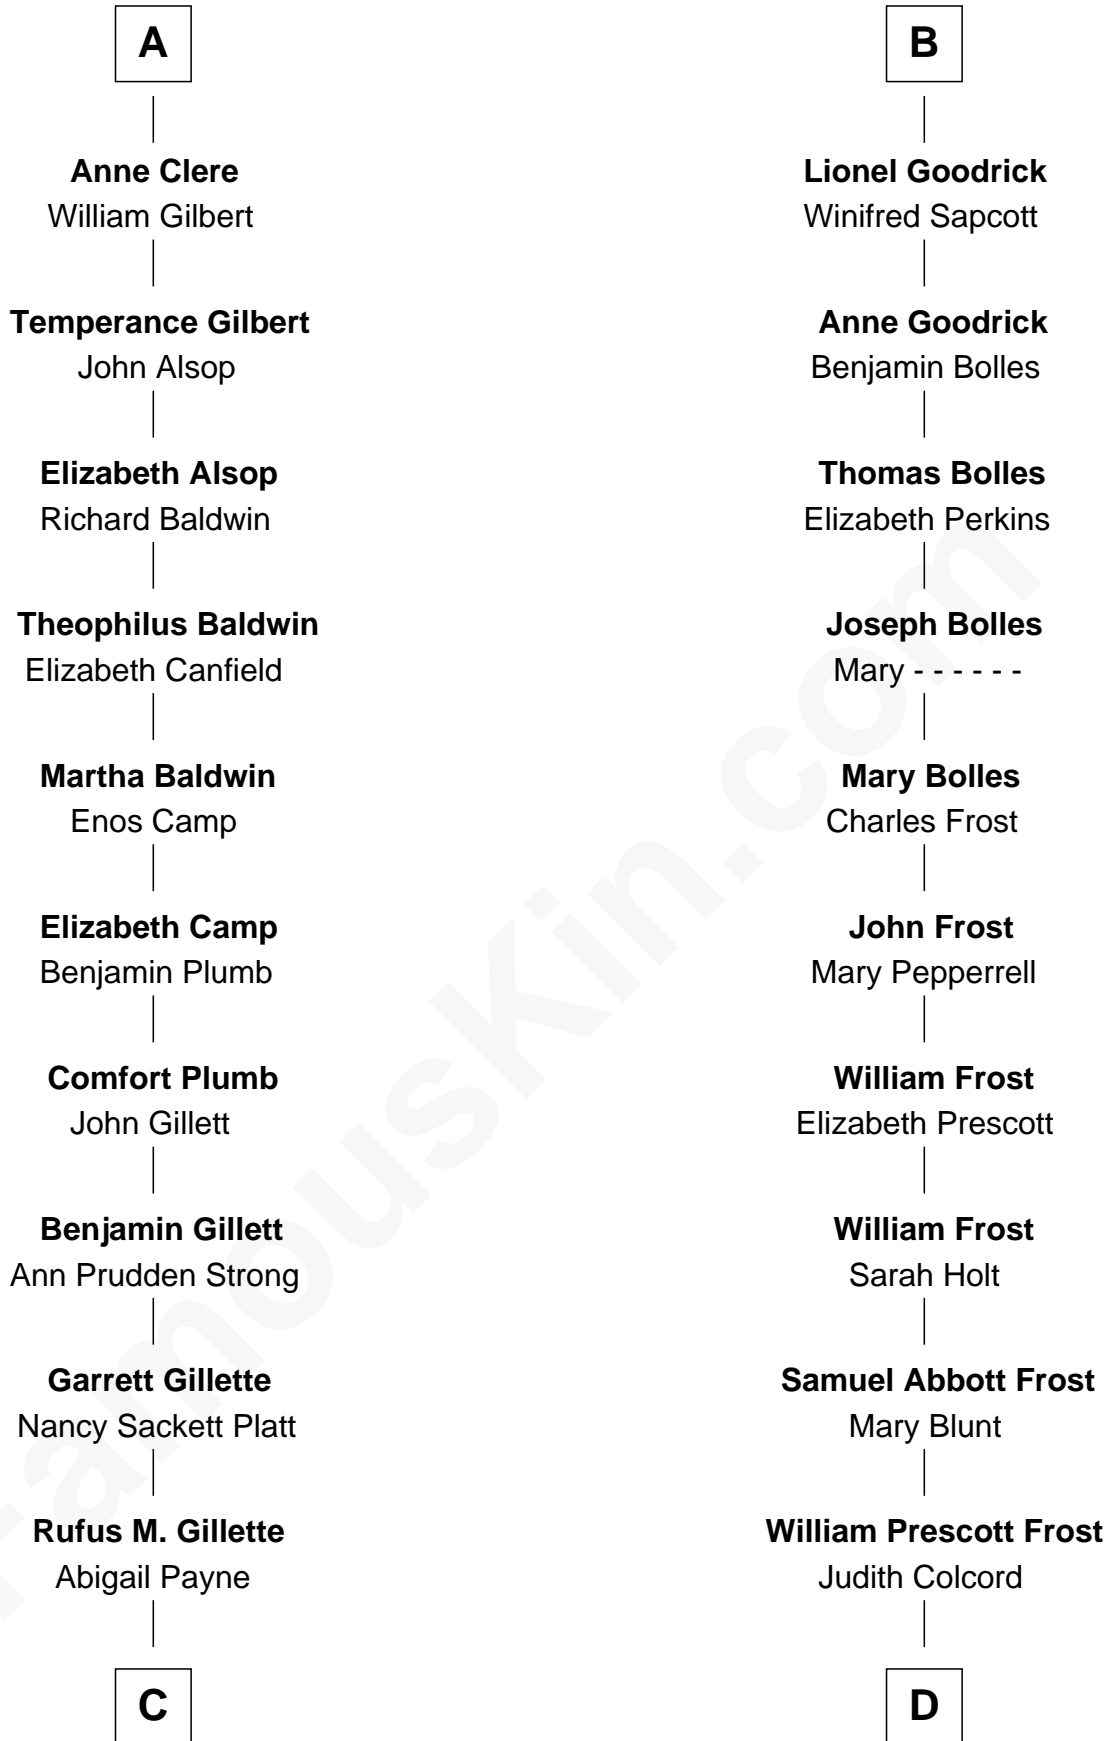 A
Anne Clere
William Gilbert
Temperance Gilbert
John Alsop
Elizabeth Alsop
Richard Baldwin
Theophilus Baldwin
Elizabeth Canfield
Martha Baldwin
Enos Camp
Elizabeth Camp
Benjamin Plumb
Comfort Plumb
John Gillett
Benjamin Gillett
Ann Prudden Strong
Garrett Gillette
Nancy Sackett Platt
Rufus M. Gillette
Abigail Payne
C
B
Lionel Goodrick
Winifred Sapcott
Anne Goodrick
Benjamin Bolles
Thomas Bolles
Elizabeth Perkins
Joseph Bolles
Mary - - - - - -
Mary Bolles
Charles Frost
John Frost
Mary Pepperrell
William Frost
Elizabeth Prescott
William Frost
Sarah Holt
Samuel Abbott Frost
Mary Blunt
William Prescott Frost
Judith Colcord
D
FamousKin.com